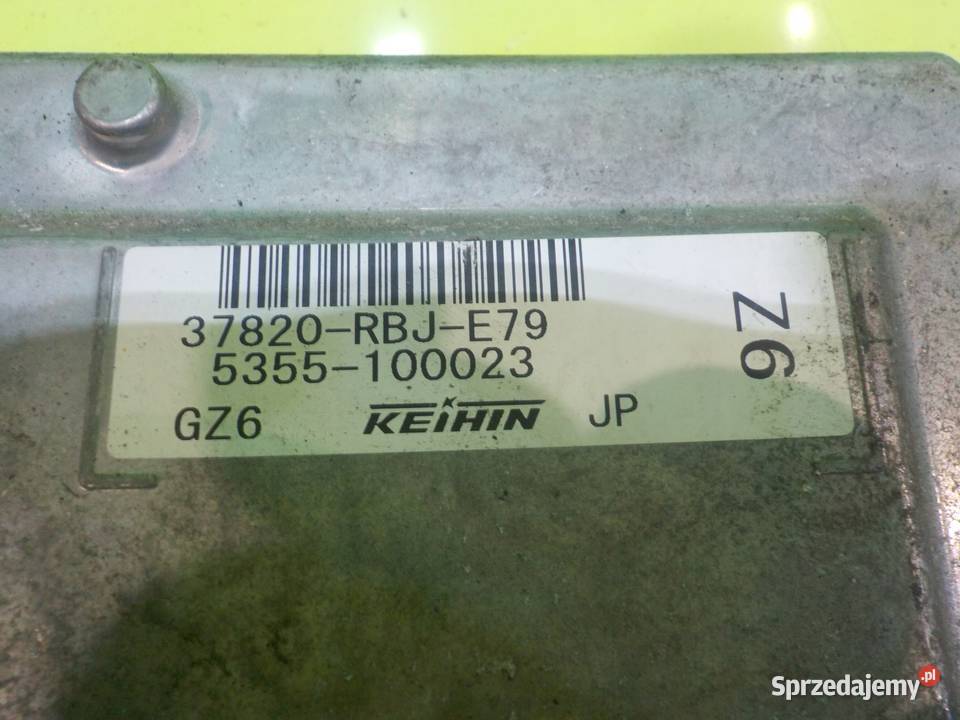 37820-RBJ-E79
5355-100023
GZ6 KEIHIN JP
Z6
Sprzedajemy.pl